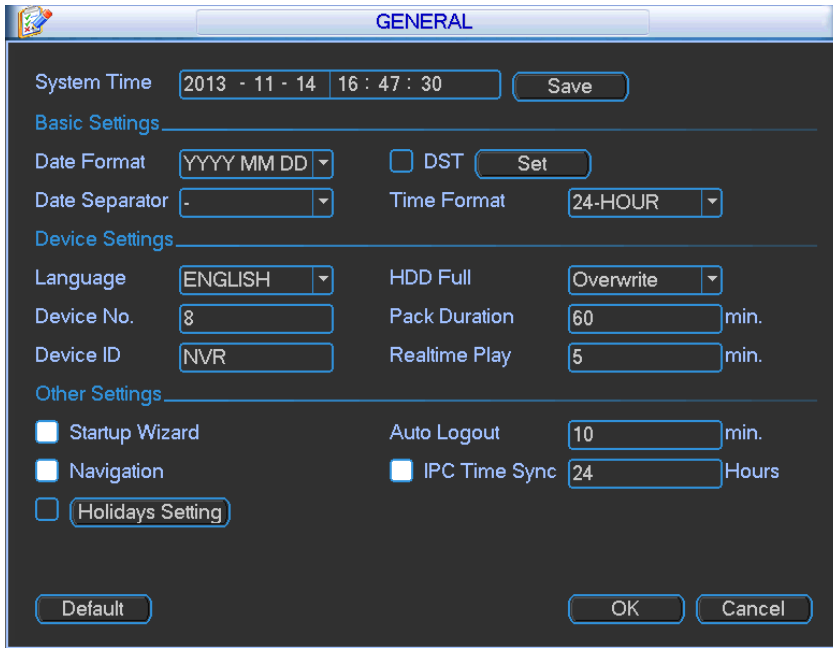 GENERAL
System Time 2013 - 11 - 14 16 : 47 : 30 Save
Basic Settings
Date Format YYYY MM DD DST Set
Date Separator - Time Format 24-HOUR
Device Settings
Language ENGLISH HDD Full Overwrite
Device No. 8 Pack Duration 60 min.
Device ID NVR Realtime Play 5 min.
Other Settings
Startup Wizard Auto Logout 10 min.
Navigation IPC Time Sync 24 Hours
Holidays Setting
Default OK Cancel